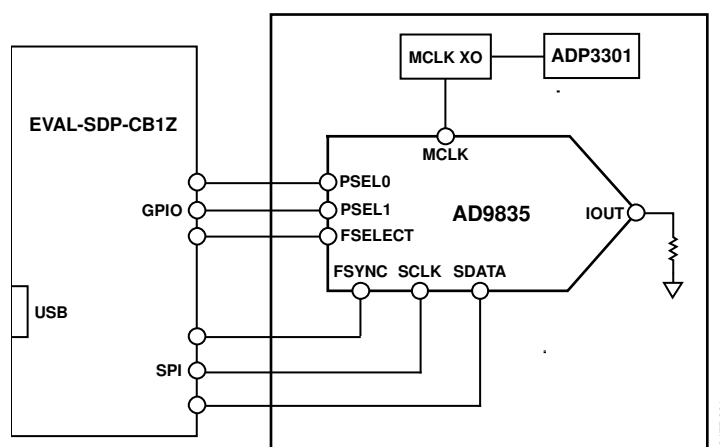 MCLK XO
ADP3301
EVAL-SDP-CB1Z
MCLK
PSEL0
GPIO
PSEL1
AD9835
IOUT
FSELECT
FSYNC
SCLK
SDATA
USB
SPI